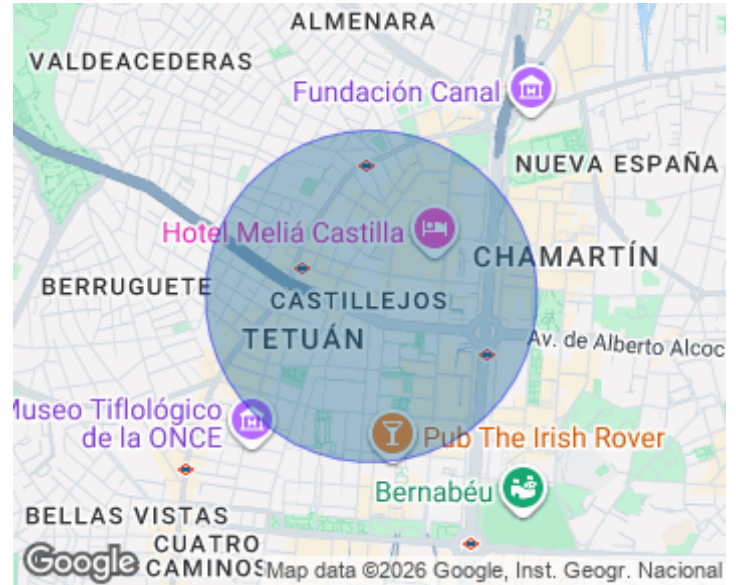 ALMENARA
VALDEACEDERAS
Fundación Canal
NUEVA ESPAÑA
Hotel Meliá Castilla
CHAMARTÍN
BERRUGUETE
CASTILLEJOS
TETUÁN
Av. de Alberto Alcoc
Museo Tiflológico
de la ONCE
Pub The Irish Rover
Bernabéu
BELLAS VISTAS
CUATRO
CAMINOS
Google
Map data ©2026 Google, Inst. Geogr. Nacional